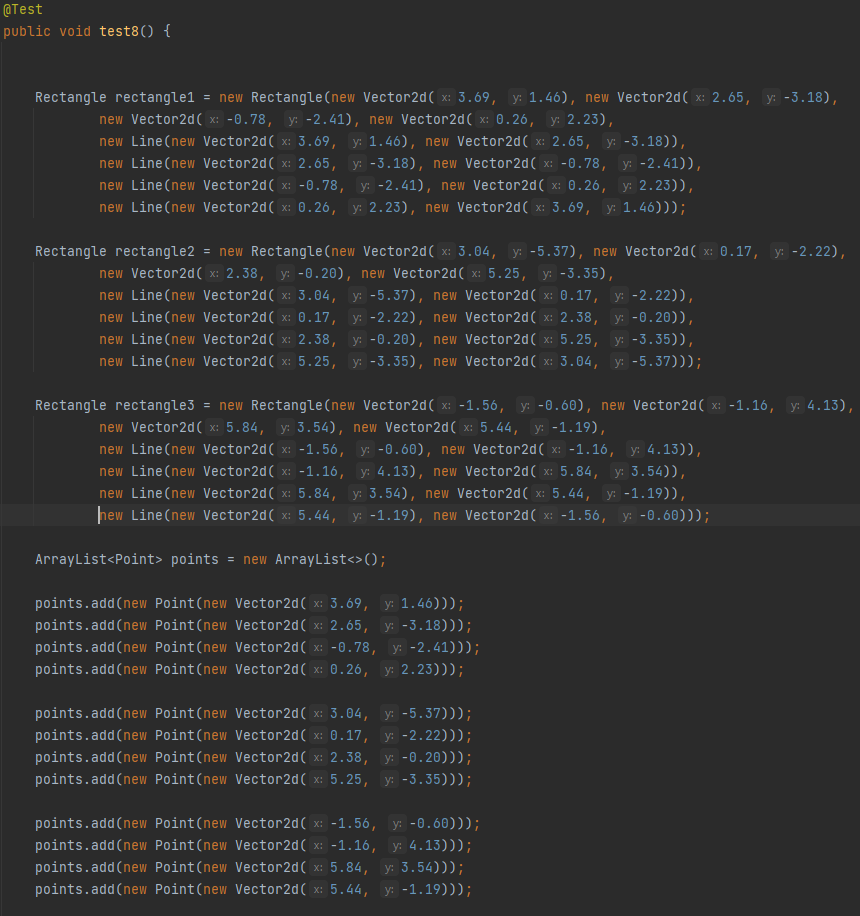 @Test
public void test8() {
Rectangle rectangle1 = new Rectangle(new Vector2d( x: 3.69, y: 1.46), new Vector2d( x: 2.65, y: -3.18),
new Vector2d( x: -0.78, y: -2.41), new Vector2d( x: 0.26, y: 2.23),
new Line(new Vector2d( x: 3.69, y: 1.46), new Vector2d( x: 2.65, y: -3.18)),
new Line(new Vector2d( x: 2.65, y: -3.18), new Vector2d( x: -0.78, y: -2.41)),
new Line(new Vector2d( x: -0.78, y: -2.41), new Vector2d( x: 0.26, y: 2.23)),
new Line(new Vector2d( x: 0.26, y: 2.23), new Vector2d( x: 3.69, y: 1.46)));
Rectangle rectangle2 = new Rectangle(new Vector2d( x: 3.04, y: -5.37), new Vector2d( x: 0.17, y: -2.22),
new Vector2d( x: 2.38, y: -0.20), new Vector2d( x: 5.25, y: -3.35),
new Line(new Vector2d( x: 3.04, y: -5.37), new Vector2d( x: 0.17, y: -2.22)),
new Line(new Vector2d( x: 0.17, y: -2.22), new Vector2d( x: 2.38, y: -0.20)),
new Line(new Vector2d( x: 2.38, y: -0.20), new Vector2d( x: 5.25, y: -3.35)),
new Line(new Vector2d( x: 5.25, y: -3.35), new Vector2d( x: 3.04, y: -5.37)));
Rectangle rectangle3 = new Rectangle(new Vector2d( x: -1.56, y: -0.60), new Vector2d( x: -1.16, y: 4.13),
new Vector2d( x: 5.84, y: 3.54), new Vector2d( x: 5.44, y: -1.19),
new Line(new Vector2d( x: -1.56, y: -0.60), new Vector2d( x: -1.16, y: 4.13)),
new Line(new Vector2d( x: -1.16, y: 4.13), new Vector2d( x: 5.84, y: 3.54)),
new Line(new Vector2d( x: 5.84, y: 3.54), new Vector2d( x: 5.44, y: -1.19)),
new Line(new Vector2d( x: 5.44, y: -1.19), new Vector2d( x: -1.56, y: -0.60)));
ArrayList<Point> points = new ArrayList<>();
points.add(new Point(new Vector2d( x: 3.69, y: 1.46)));
points.add(new Point(new Vector2d( x: 2.65, y: -3.18)));
points.add(new Point(new Vector2d( x: -0.78, y: -2.41)));
points.add(new Point(new Vector2d( x: 0.26, y: 2.23)));
points.add(new Point(new Vector2d( x: 3.04, y: -5.37)));
points.add(new Point(new Vector2d( x: 0.17, y: -2.22)));
points.add(new Point(new Vector2d( x: 2.38, y: -0.20)));
points.add(new Point(new Vector2d( x: 5.25, y: -3.35)));
points.add(new Point(new Vector2d( x: -1.56, y: -0.60)));
points.add(new Point(new Vector2d( x: -1.16, y: 4.13)));
points.add(new Point(new Vector2d( x: 5.84, y: 3.54)));
points.add(new Point(new Vector2d( x: 5.44, y: -1.19)));